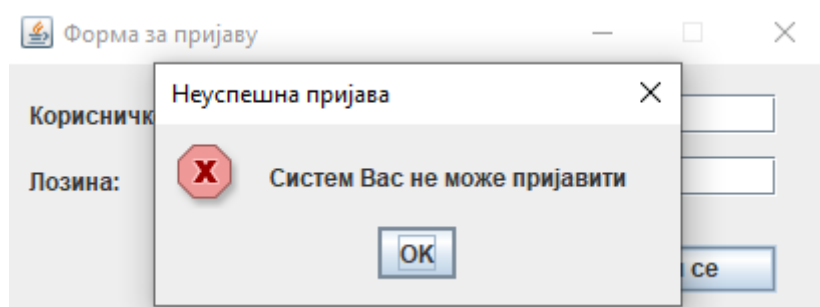 Форма за пријаву
Неуспешна пријава
Корисничк
Систем Вас не може пријавити
Лозина:
OK
се